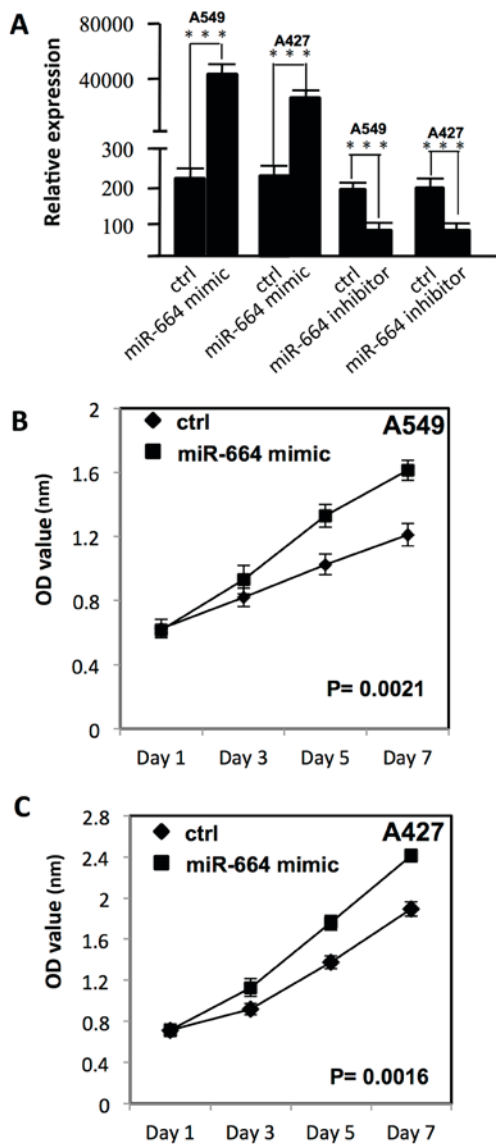 A
80000
40000
300
200
100
Relative expression
A549
* * *
A427
* * *
A549
* * *
A427
* * *
ctrl
miR-664 mimic
ctrl
miR-664 mimic
ctrl
miR-664 inhibitor
ctrl
miR-664 inhibitor
B
2
1.6
1.2
0.8
0.4
0
OD value (nm)
ctrl
miR-664 mimic
A549
P= 0.0021
Day 1 Day 3 Day 5 Day 7
C
2.8
2.4
2
1.6
1.2
0.8
0.4
0
OD value (nm)
ctrl
miR-664 mimic
A427
P= 0.0016
Day 1 Day 3 Day 5 Day 7